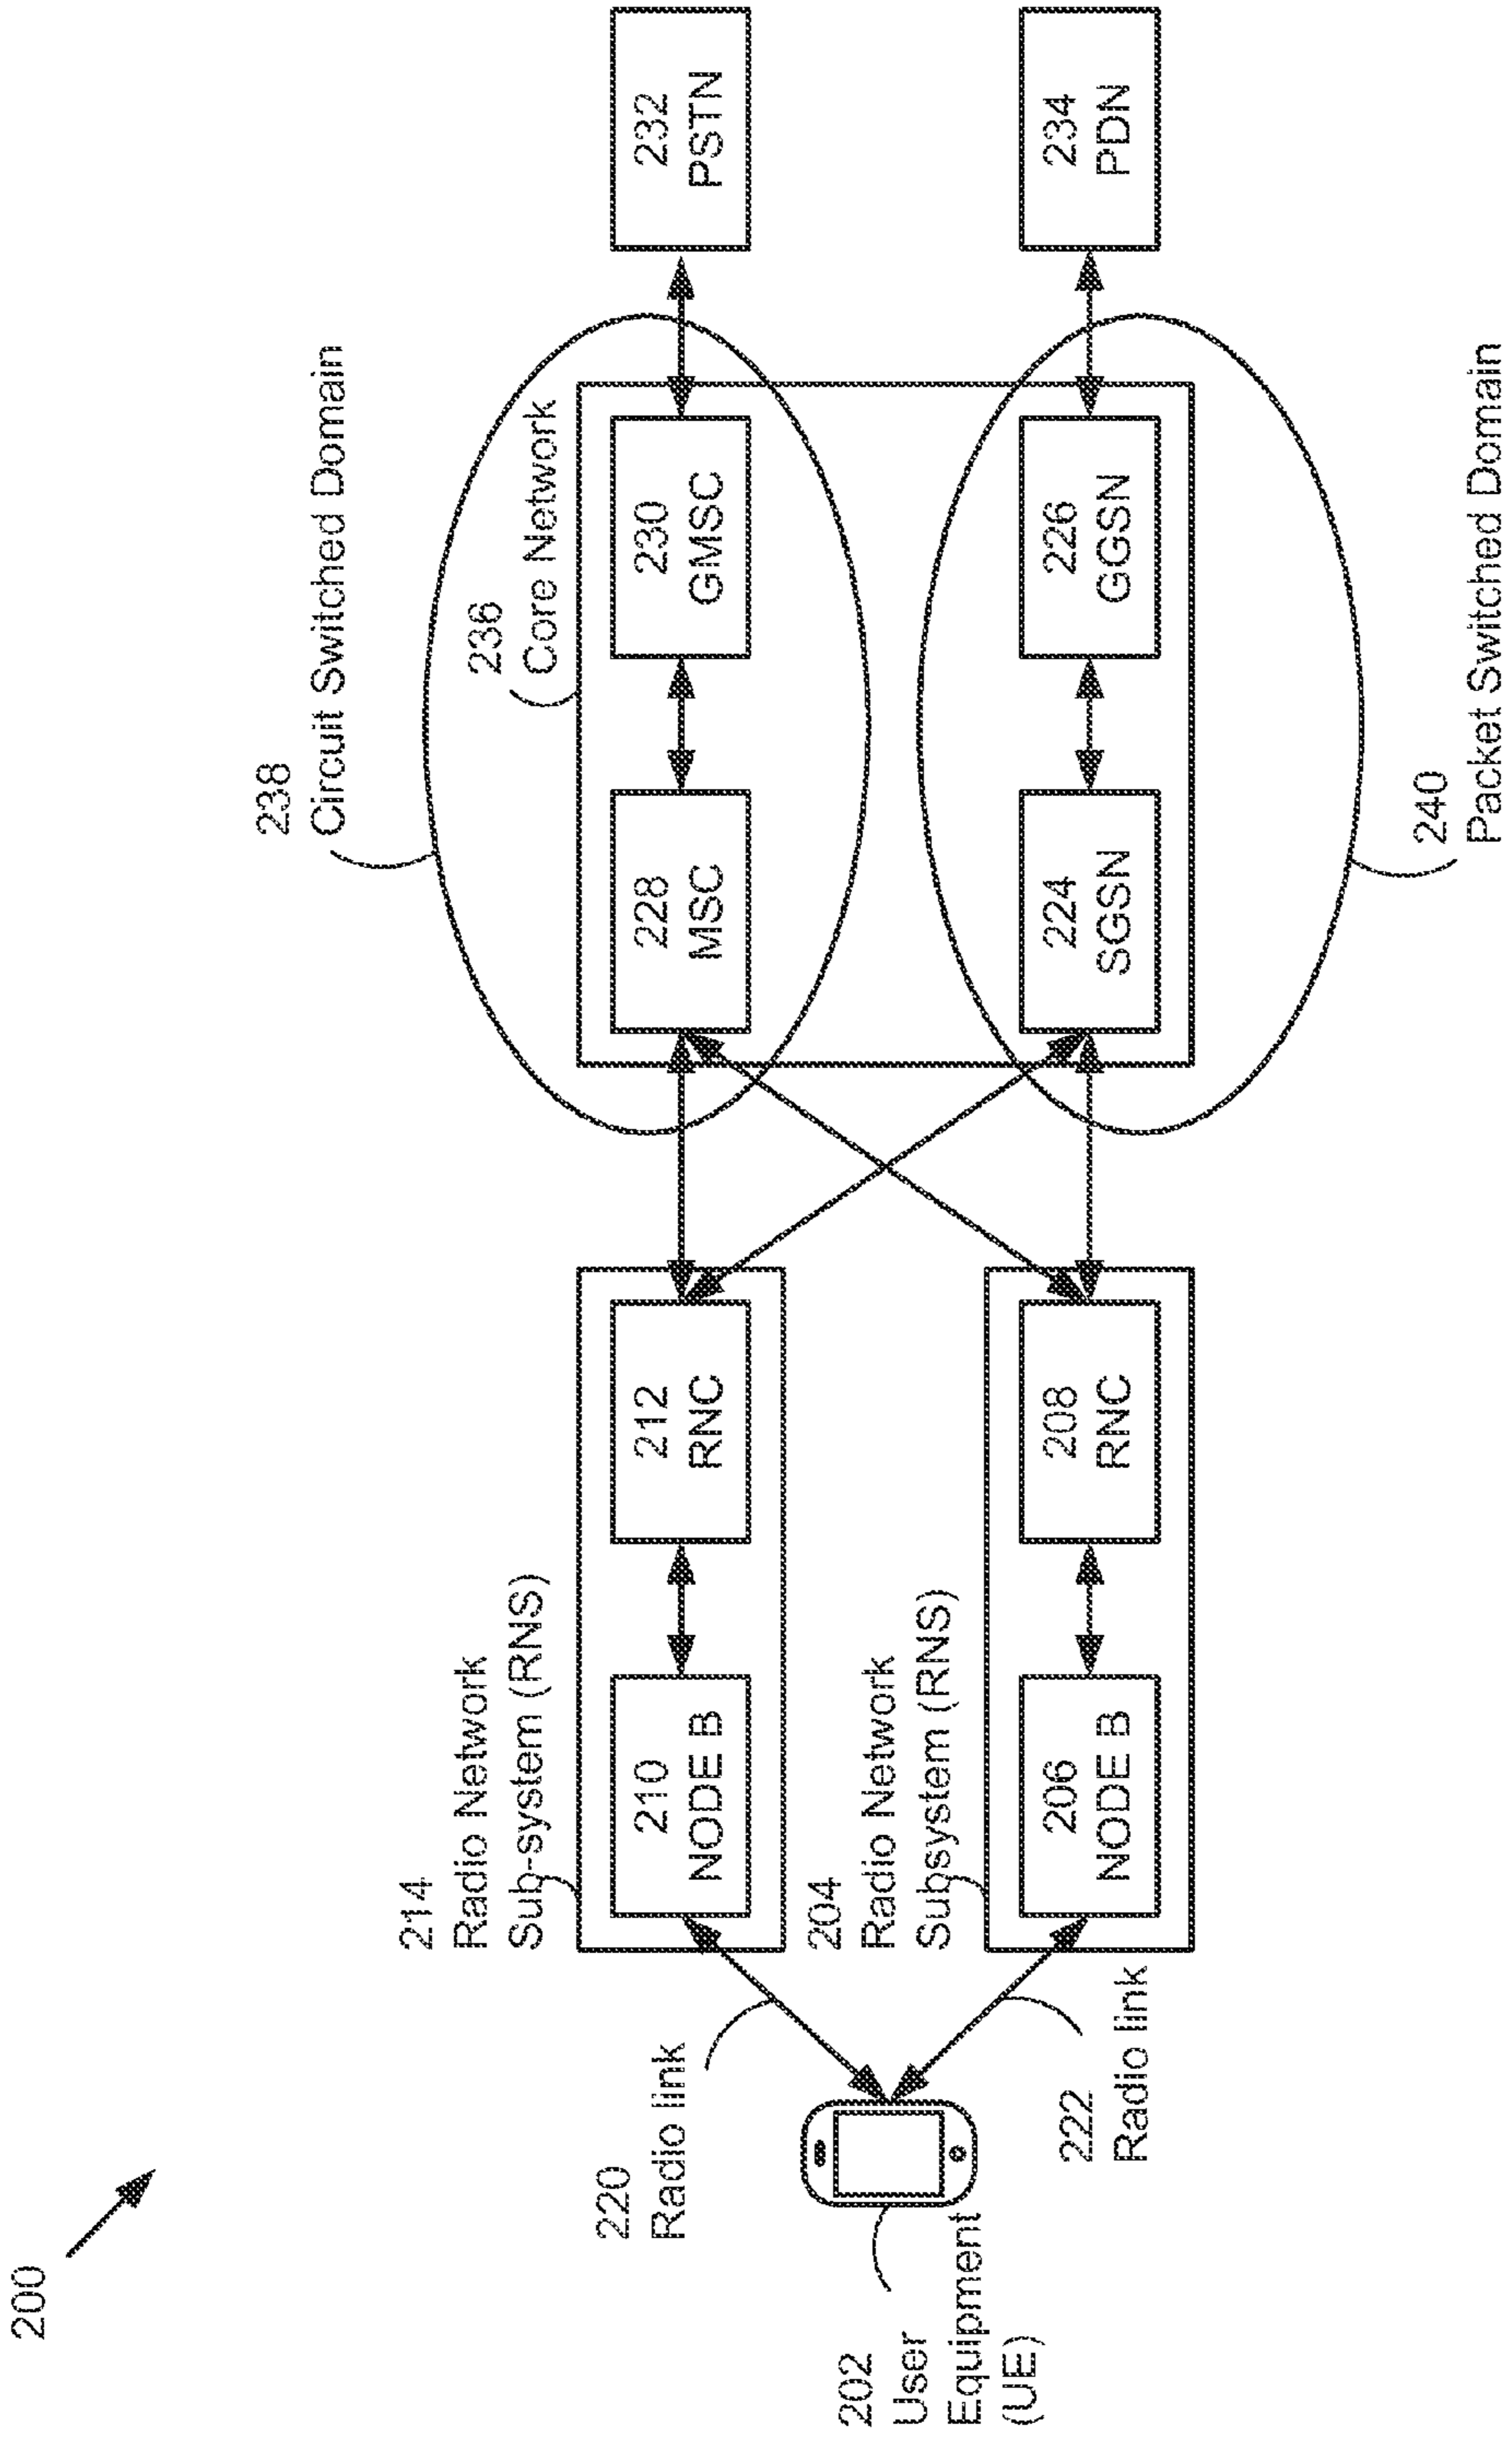 200
238
Circuit Switched Domain
214
Radio Network
Sub-system (RNS)
236
Core Network
220
Radio link
210
NODE B
212
RNC
228
MSC
230
GMSC
232
PSTN
202
User
Equipment
(UE)
204
Radio Network
Subsystem (RNS)
222
Radio link
206
NODE B
208
RNC
224
SGSN
226
GGSN
234
PDN
240
Packet Switched Domain